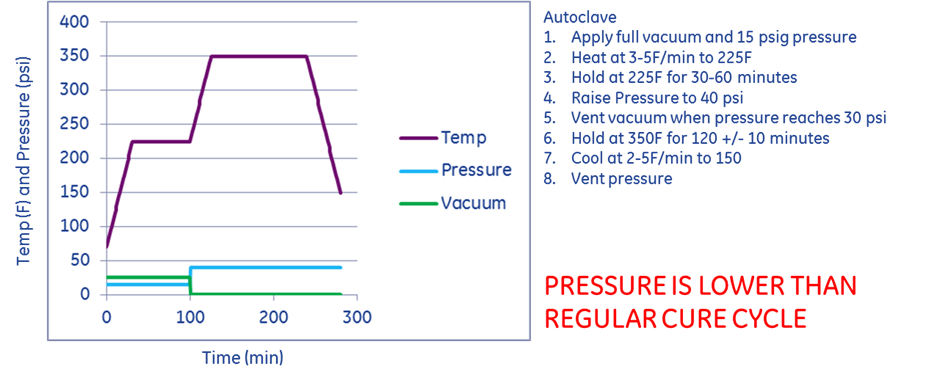 400
350
300
250
200
150
100
50
0
0 100 200 300
Temp (F) and Pressure (psi)
Time (min)
Temp
Pressure
Vacuum
Autoclave
1. Apply full vacuum and 15 psig pressure
2. Heat at 3-5F/min to 225F
3. Hold at 225F for 30-60 minutes
4. Raise Pressure to 40 psi
5. Vent vacuum when pressure reaches 30 psi
6. Hold at 350F for 120 +/- 10 minutes
7. Cool at 2-5F/min to 150
8. Vent pressure
PRESSURE IS LOWER THAN
REGULAR CURE CYCLE